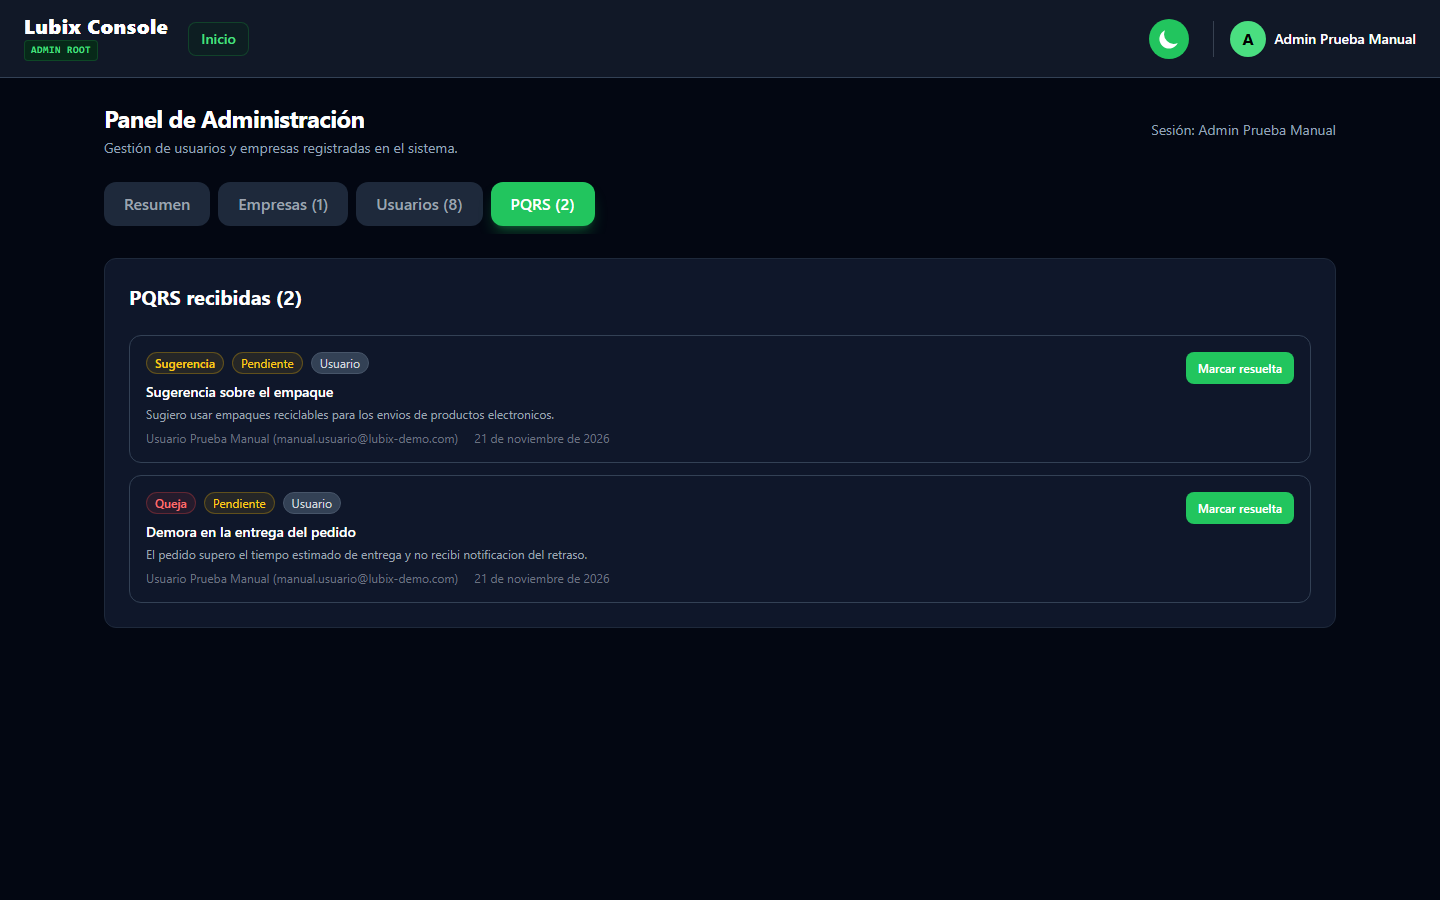 Lubix Console
ADMIN ROOT
Inicio
A
Admin Prueba Manual
Panel de Administración
Gestión de usuarios y empresas registradas en el sistema.
Sesión: Admin Prueba Manual
Resumen
Empresas (1)
Usuarios (8)
PQRS (2)
PQRS recibidas (2)
Sugerencia
Pendiente
Usuario
Marcar resuelta
Sugerencia sobre el empaque
Sugiero usar empaques reciclables para los envios de productos electronicos.
Usuario Prueba Manual (manual.usuario@lubix-demo.com) 21 de noviembre de 2026
Queja
Pendiente
Usuario
Marcar resuelta
Demora en la entrega del pedido
El pedido supero el tiempo estimado de entrega y no recibi notificacion del retraso.
Usuario Prueba Manual (manual.usuario@lubix-demo.com) 21 de noviembre de 2026